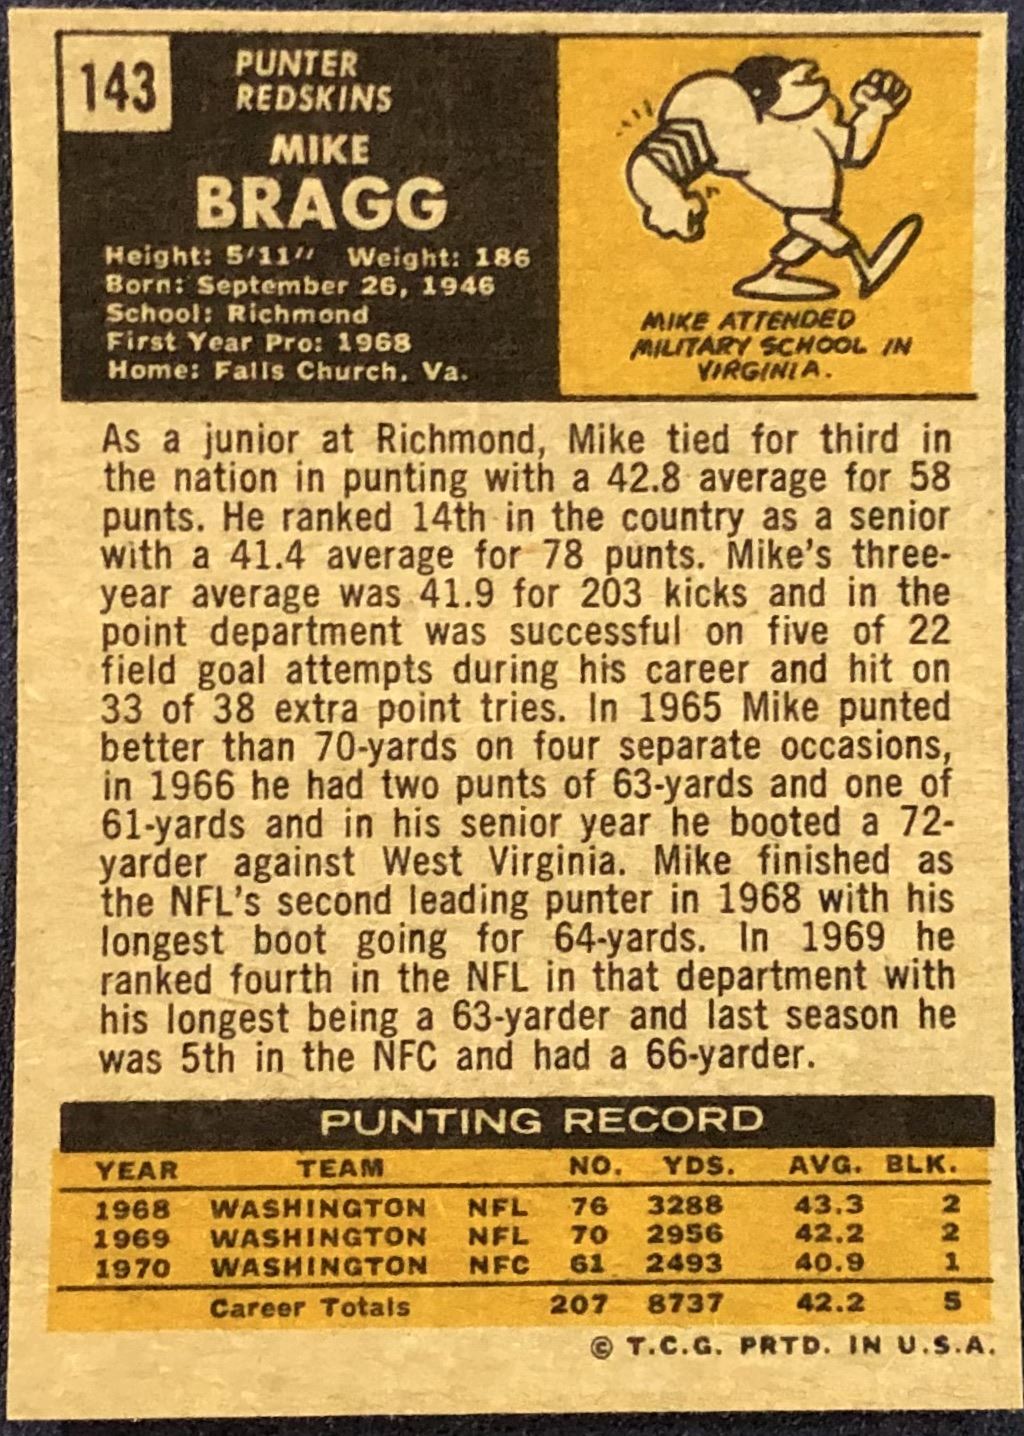 143
PUNTER
REDSKINS
MIKE
BRAGG
Height: 5'11" Weight: 186
Born: September 26, 1946
School: Richmond
First Year Pro: 1968
Home: Falls Church, Va.
MIKE ATTENDED
MILITARY SCHOOL IN
VIRGINIA.
As a junior at Richmond, Mike tied for third in
the nation in punting with a 42.8 average for 58
punts. He ranked 14th in the country as a senior
with a 41.4 average for 78 punts. Mike's three-
year average was 41.9 for 203 kicks and in the
point department was successful on five of 22
field goal attempts during his career and hit on
33 of 38 extra point tries. In 1965 Mike punted
better than 70-yards on four separate occasions,
in 1966 he had two punts of 63-yards and one of
61-yards and in his senior year he booted a 72-
yarder against West Virginia. Mike finished as
the NFL's second leading punter in 1968 with his
longest boot going for 64-yards. In 1969 he
ranked fourth in the NFL in that department with
his longest being a 63-yarder and last season he
was 5th in the NFC and had a 66-yarder.
PUNTING RECORD
YEAR TEAM NO. YDS. AVG. BLK.
1968 WASHINGTON NFL 76 3288 43.3 2
1969 WASHINGTON NFL 70 2956 42.2 2
1970 WASHINGTON NFC 61 2493 40.9 1
Career Totals 207 8737 42.2 5
© T.C.G. PRTD. IN U.S.A.